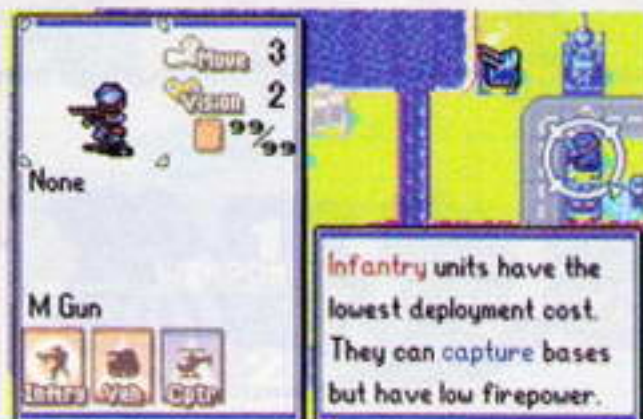 Move 3
Vision 2
99/99
None
M Gun
Infntry Veh Cptr
Infantry units have the
lowest deployment cost.
They can capture bases
but have low firepower.